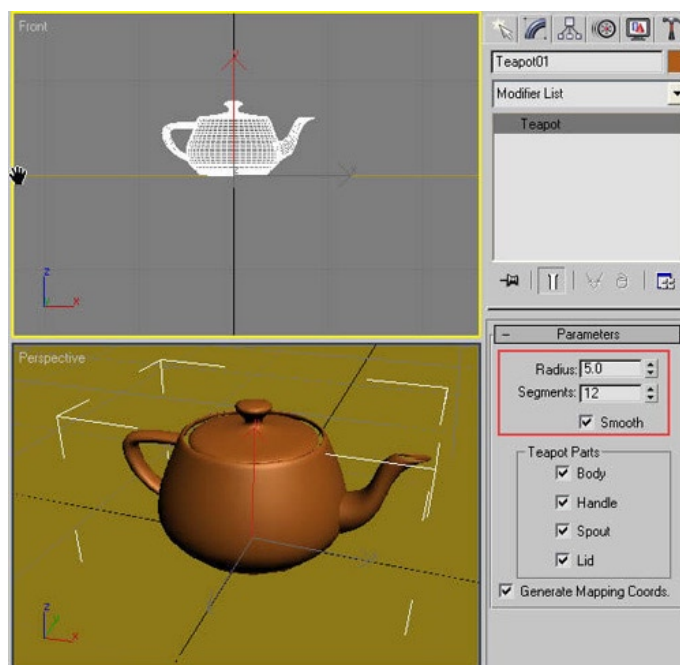 Front
Teapot01
Modifier List
Teapot
z
x
Perspective
Parameters
Radius: 5.0
Segments: 12
Smooth
Teapot Parts
Body
Handle
Spout
Lid
Generate Mapping Coords.
z
y
x